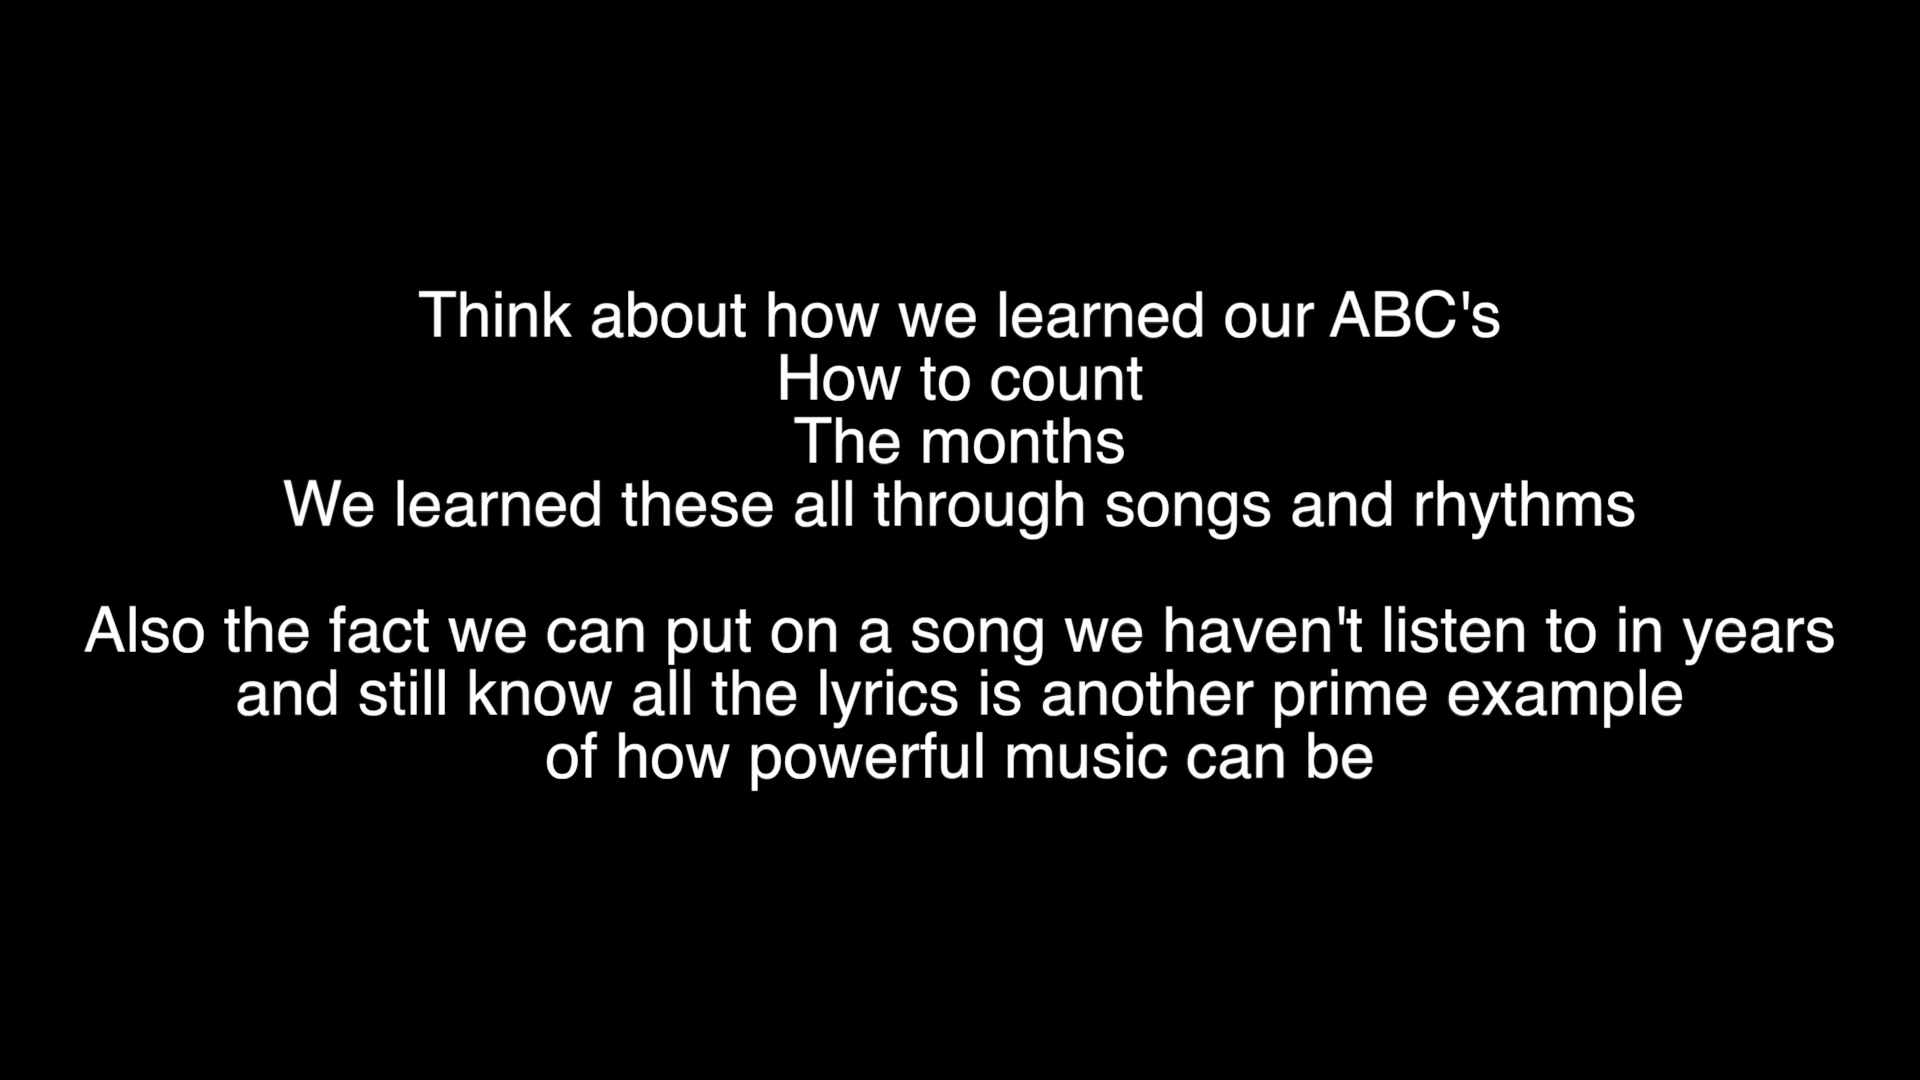 Think about how we learned our ABC's
How to count
The months
We learned these all through songs and rhythms
Also the fact we can put on a song we haven't listen to in years
and still know all the lyrics is another prime example
of how powerful music can be